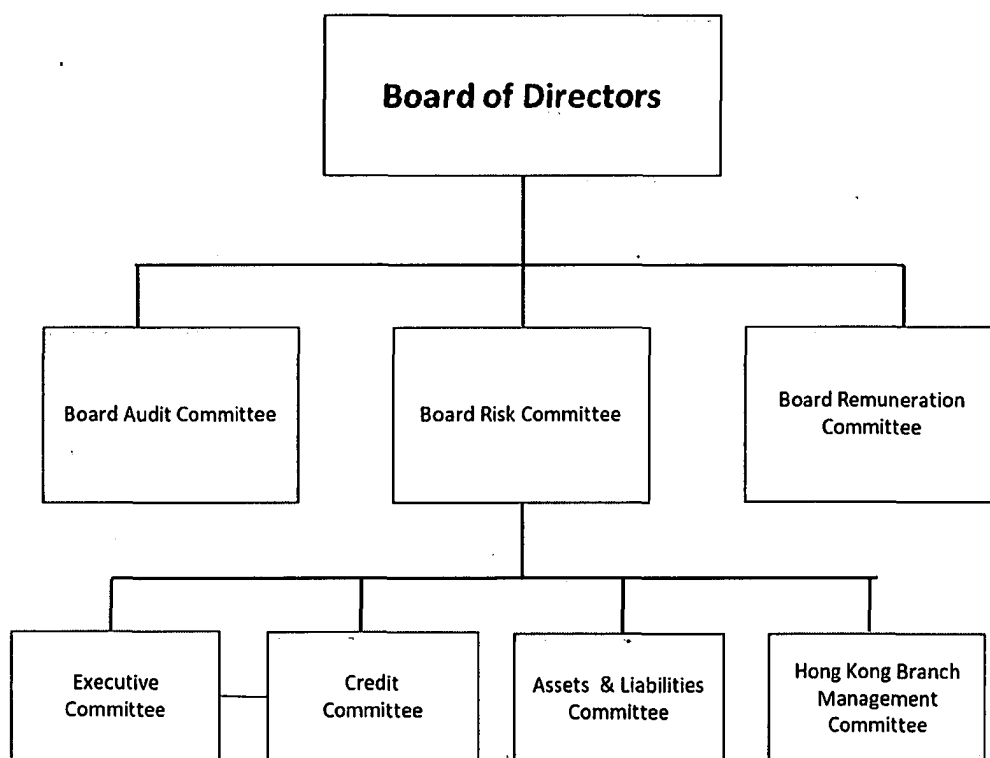 Board of Directors
Board Audit Committee
Board Risk Committee
Board Remuneration
Committee
Executive
Committee
Credit
Committee
Assets & Liabilities
Committee
Hong Kong Branch
Management
Committee